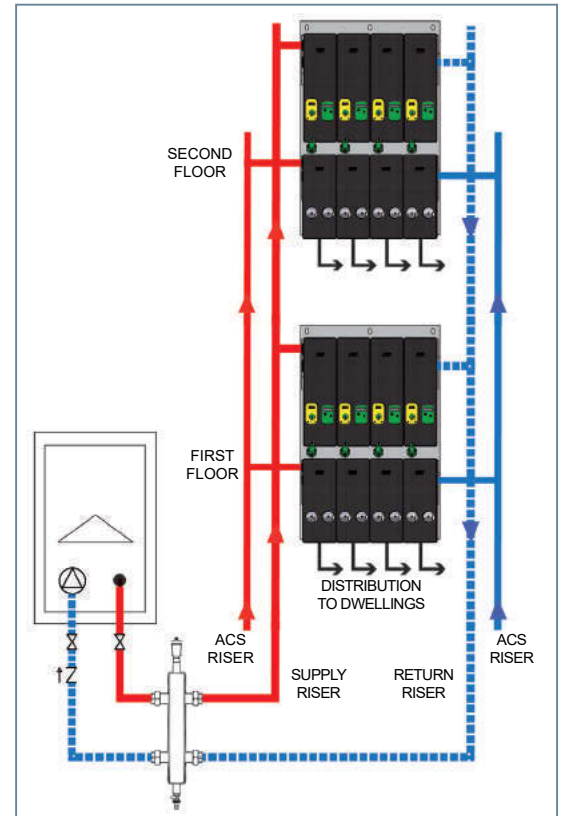 SECOND
FLOOR
FIRST
FLOOR
DISTRIBUTION
TO DWELLINGS
ACS
RISER
SUPPLY
RISER
RETURN
RISER
ACS
RISER